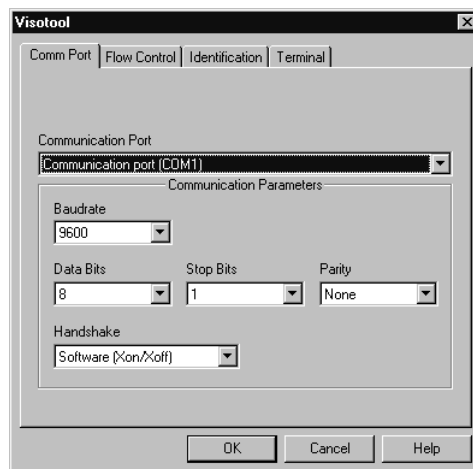 Visotool
Comm Port Flow Control Identification Terminal
Communication Port
Communication port (COM1)
Communication Parameters
Baudrate
9600
Data Bits Stop Bits Parity
8 1 None
Handshake
Software (Xon/Xoff)
OK Cancel Help